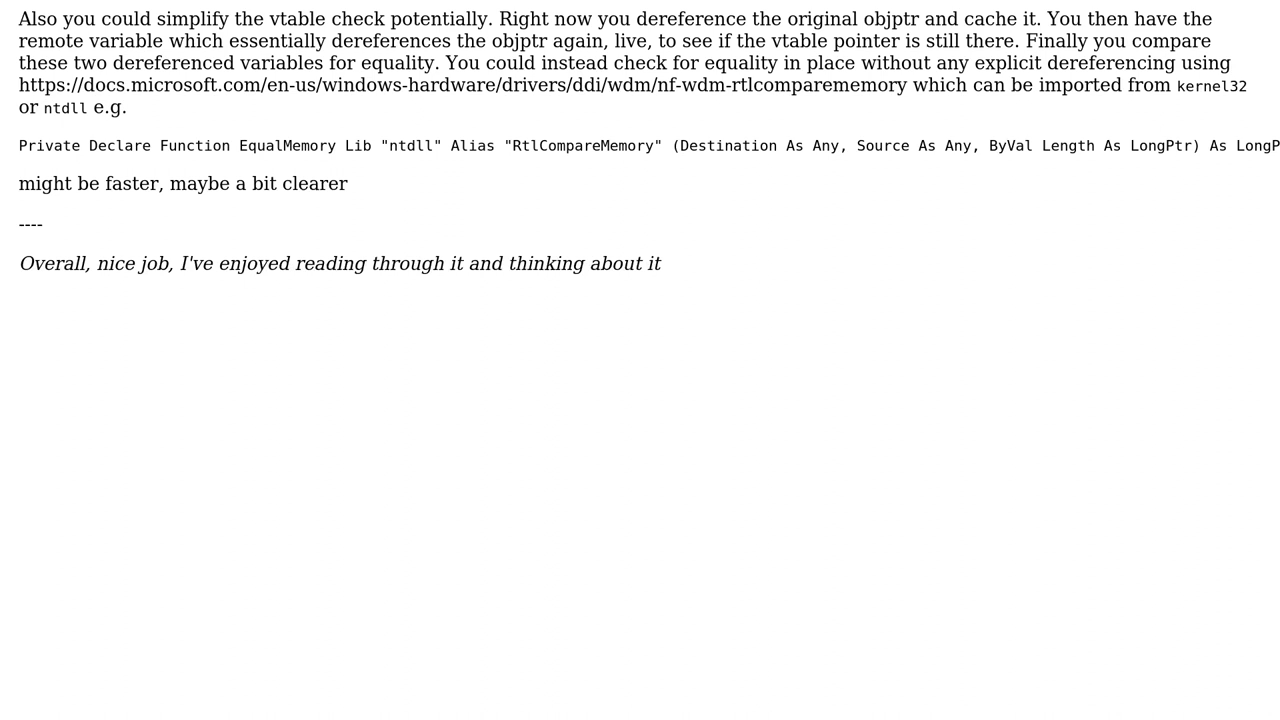 Also you could simplify the vtable check potentially. Right now you dereference the original objptr and cache it. You then have the
remote variable which essentially dereferences the objptr again, live, to see if the vtable pointer is still there. Finally you compare
these two dereferenced variables for equality. You could instead check for equality in place without any explicit dereferencing using
https://docs.microsoft.com/en-us/windows-hardware/drivers/ddi/wdm/nf-wdm-rtlcomparememory which can be imported from kernel32
or ntdll e.g.
Private Declare Function EqualMemory Lib "ntdll" Alias "RtlCompareMemory" (Destination As Any, Source As Any, ByVal Length As LongPtr) As LongP
might be faster, maybe a bit clearer
----
Overall, nice job, I've enjoyed reading through it and thinking about it